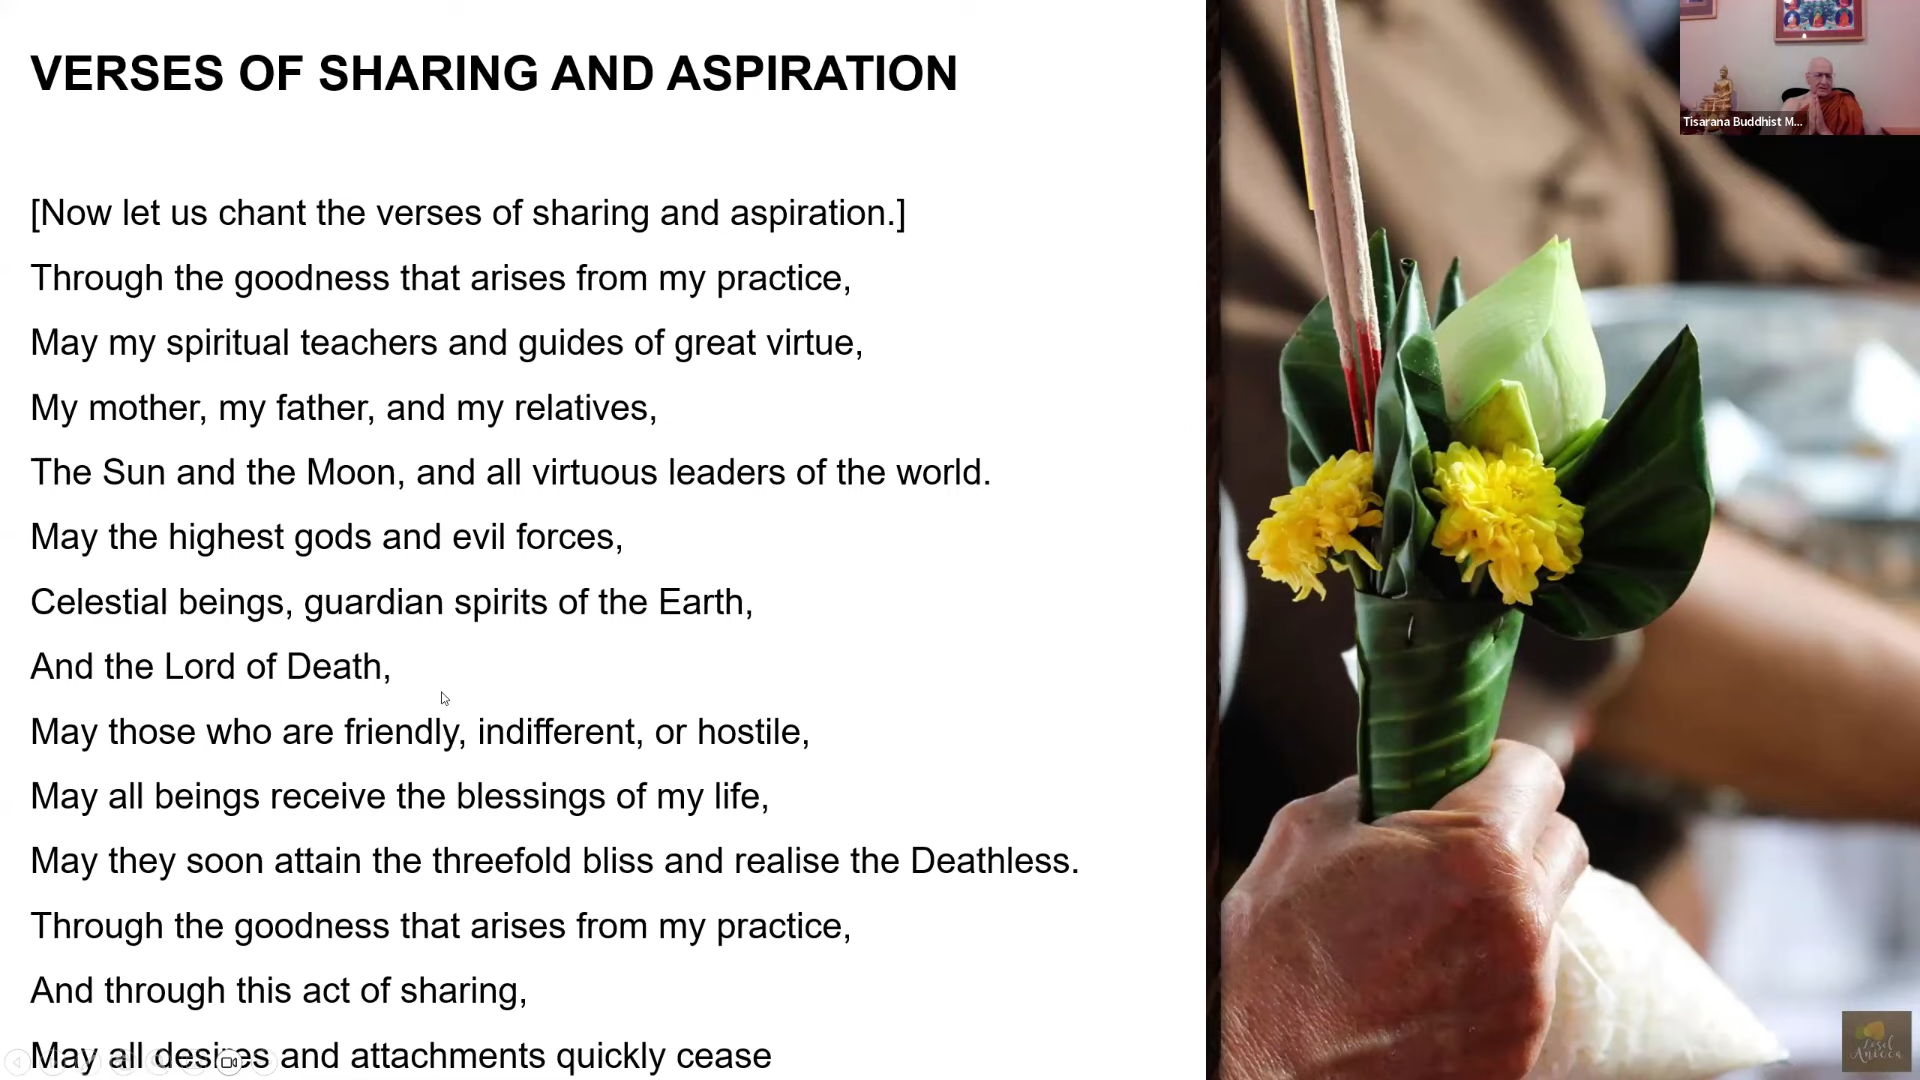 VERSES OF SHARING AND ASPIRATION
[Now let us chant the verses of sharing and aspiration.]
Through the goodness that arises from my practice,
May my spiritual teachers and guides of great virtue,
My mother, my father, and my relatives,
The Sun and the Moon, and all virtuous leaders of the world.
May the highest gods and evil forces,
Celestial beings, guardian spirits of the Earth,
And the Lord of Death,
May those who are friendly, indifferent, or hostile,
May all beings receive the blessings of my life,
May they soon attain the threefold bliss and realise the Deathless.
Through the goodness that arises from my practice,
And through this act of sharing,
May all desires and attachments quickly cease
Tisarana Buddhist M...
Anicca